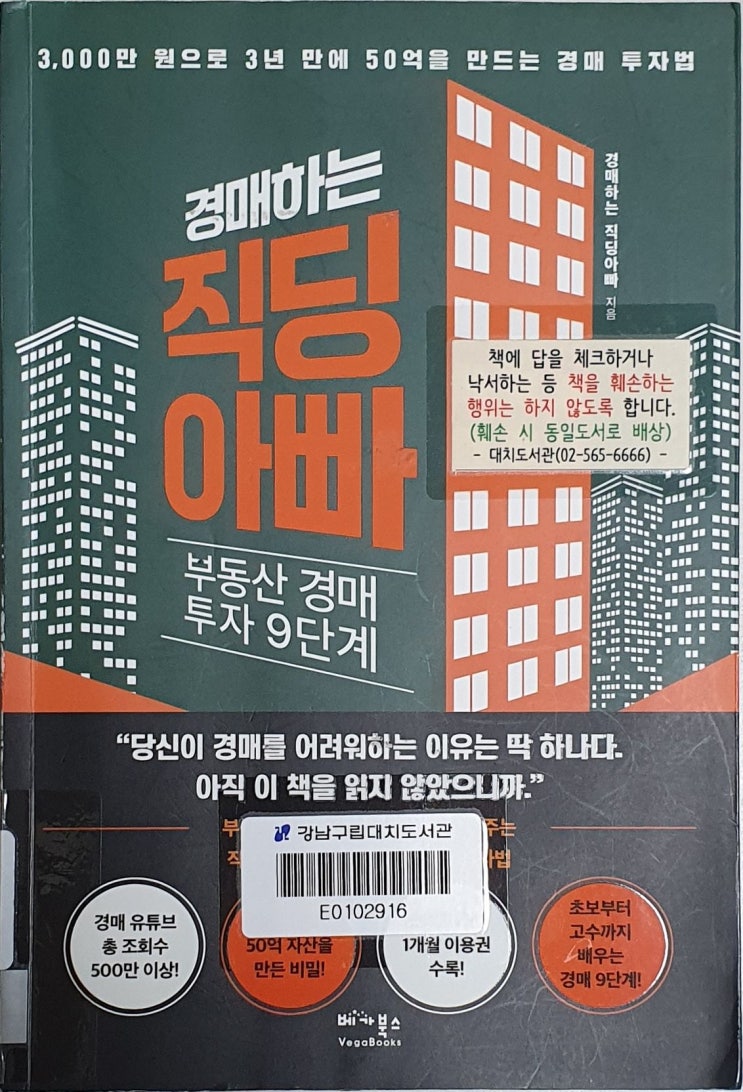 3,000만 원으로 3년 만에 50억을 만드는 경매 투자법
경매하는
직딩
아빠
경매하는 직딩아빠 지음
책에 답을 체크하거나
낙서하는 등 책을 훼손하는
행위는 하지 않도록 합니다.
(훼손 시 동일도서로 배상)
- 대치도서관(02-565-6666) -
부동산 경매
투자 9단계
“당신이 경매를 어려워하는 이유는 딱 하나다.
아직 이 책을 읽지 않았으니까.”
강남구립대치도서관
E0102916
경매 유튜브
총 조회수
500만 이상!
50억 자산을
만든 비밀!
1개월 이용권
수록!
초보부터
고수까지
배우는
경매 9단계!
베가북스
VegaBooks